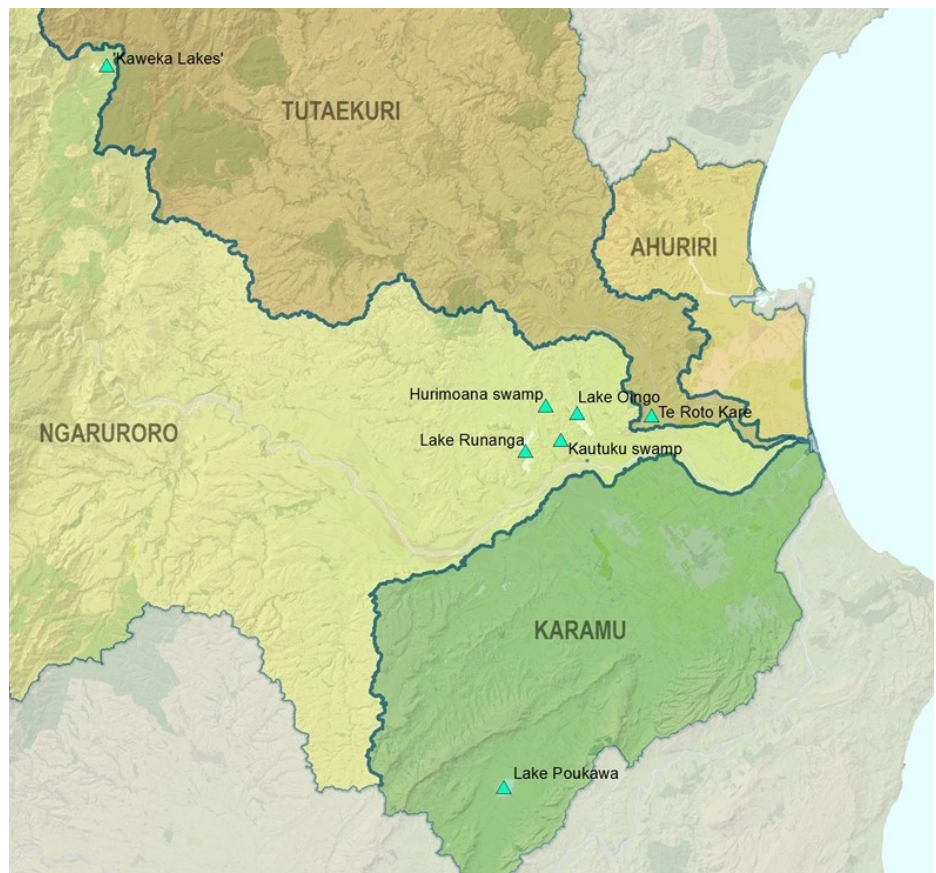 'Kaweka Lakes'
TUTAEKURI
AHURIRI
Hurimoana swamp
Lake Oingo
Te Roto Kare
NGARURORO
Lake Runanga
Kautuku swamp
KARAMU
Lake Poukawa